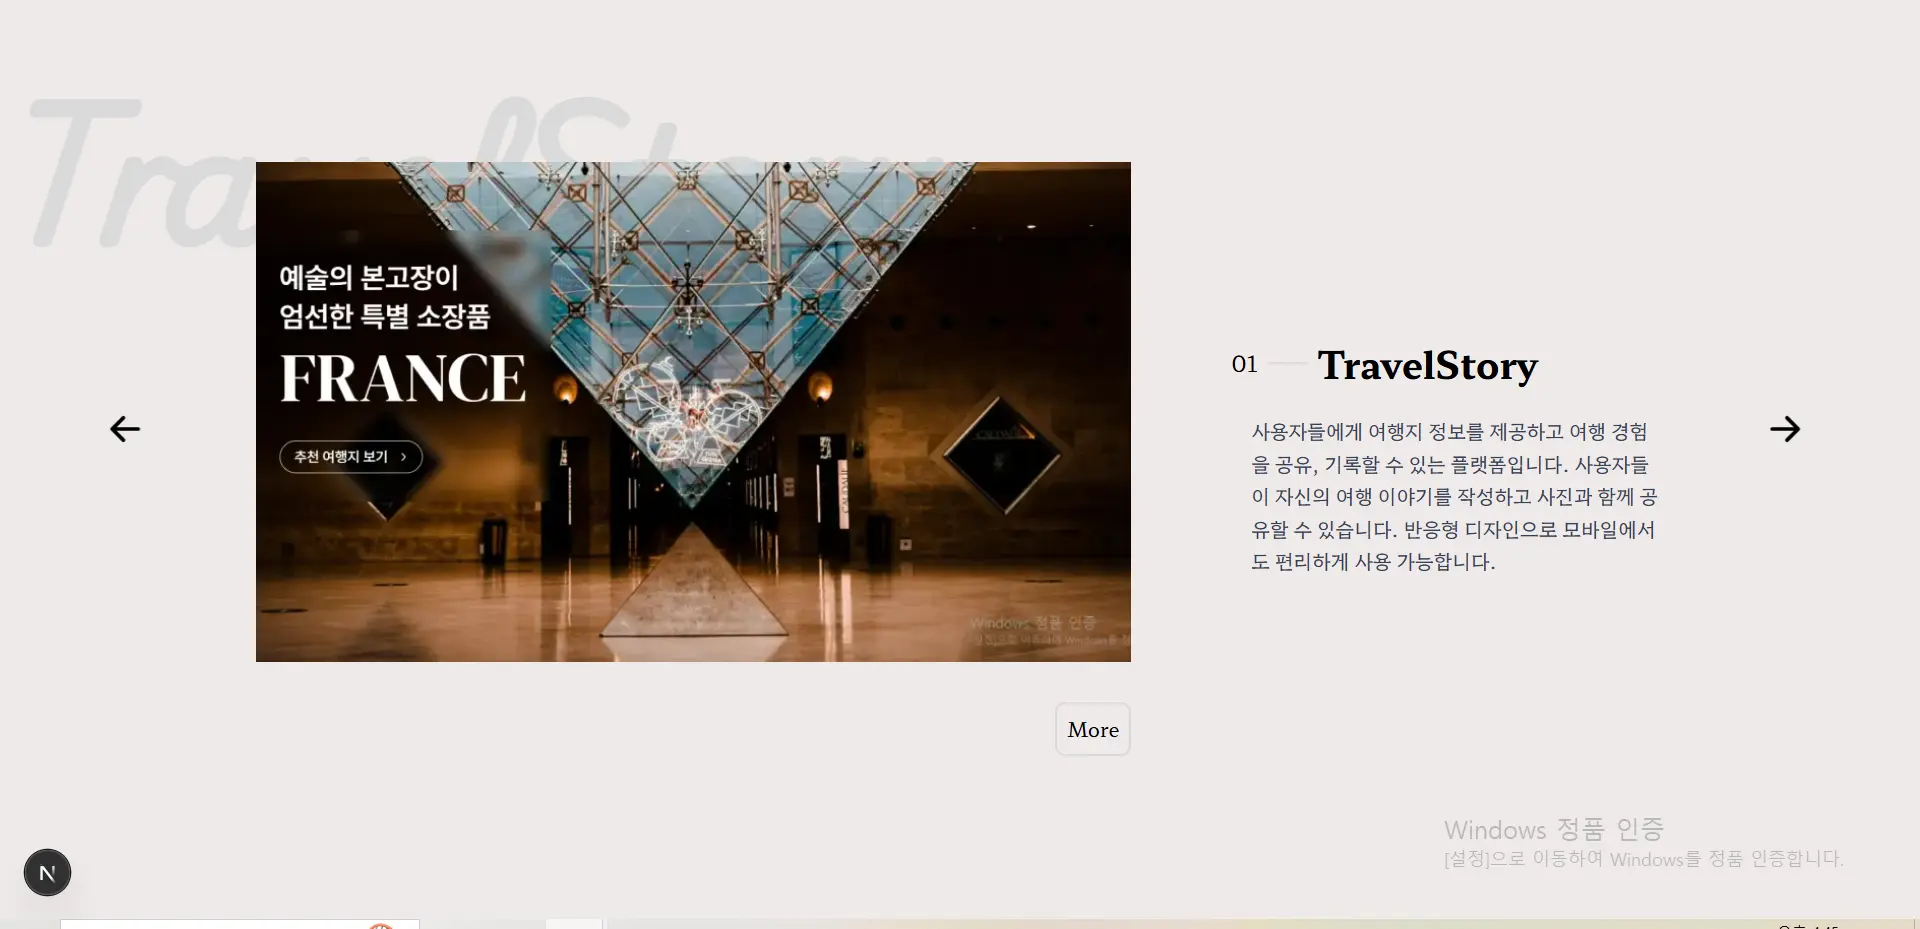 TravelStory
예술의 본고장이
엄선한 특별 소장품
FRANCE
추천 여행지 보기 >
01
TravelStory
사용자들에게 여행지 정보를 제공하고 여행 경험
을 공유, 기록할 수 있는 플랫폼입니다. 사용자들
이 자신의 여행 이야기를 작성하고 사진과 함께 공
유할 수 있습니다. 반응형 디자인으로 모바일에서
도 편리하게 사용 가능합니다.
Windows 정품 인증
More
Windows 정품 인증
[설정]으로 이동하여 Windows를 정품 인증합니다.
N